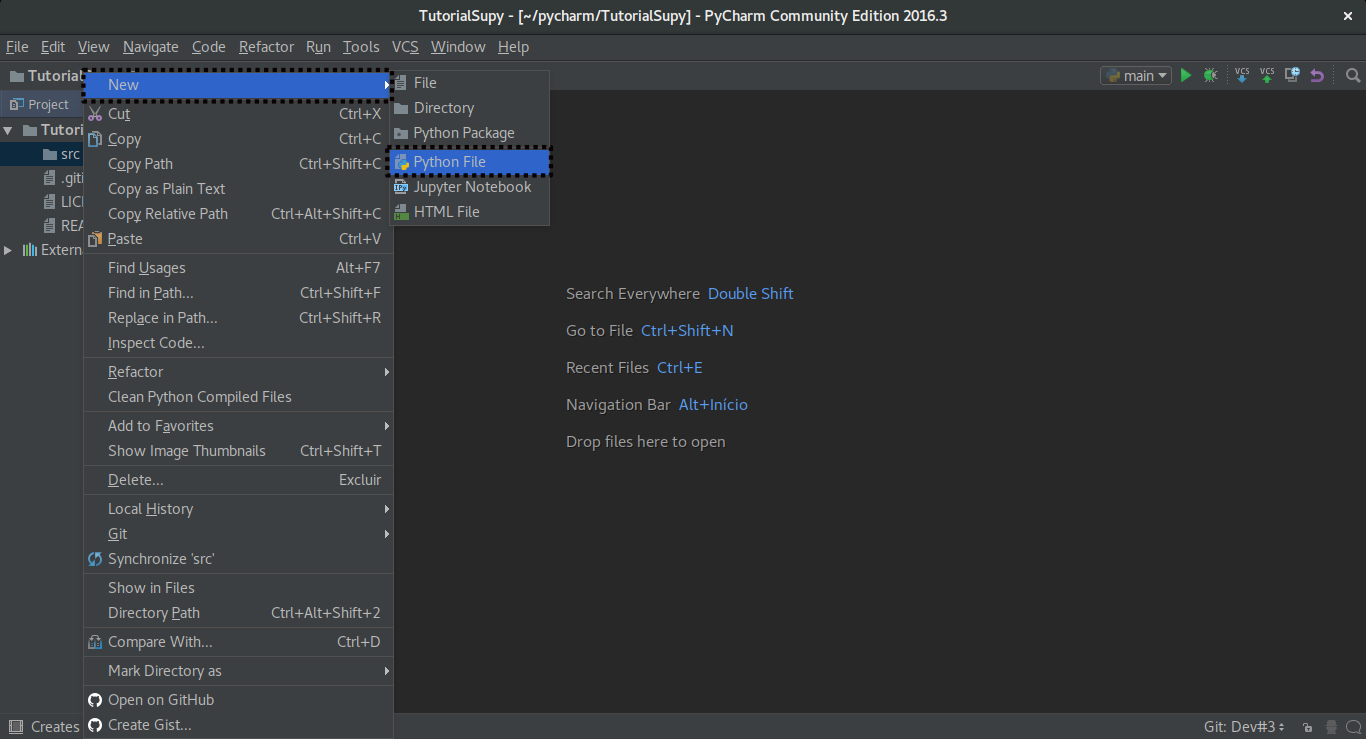 TutorialSupy - [~/pycharm/TutorialSupy] - PyCharm Community Edition 2016.3
File Edit View Navigate Code Refactor Run Tools VCS Window Help
main
VCS VCS
Project
src
New
Cut Ctrl+X
Copy Ctrl+C
Copy Path Ctrl+Shift+C
Copy as Plain Text
Copy Relative Path Ctrl+Alt+Shift+C
Paste Ctrl+V
Find Usages Alt+F7
Find in Path... Ctrl+Shift+F
Replace in Path... Ctrl+Shift+R
Inspect Code...
Refactor
Clean Python Compiled Files
Add to Favorites
Show Image Thumbnails Ctrl+Shift+T
Delete... Excluir
Local History
Git
Synchronize 'src'
Show in Files
Directory Path Ctrl+Alt+Shift+2
Compare With... Ctrl+D
Mark Directory as
Open on GitHub
Create Gist...
File
Directory
Python Package
Python File
Jupyter Notebook
HTML File
Search Everywhere Double Shift
Go to File Ctrl+Shift+N
Recent Files Ctrl+E
Navigation Bar Alt+Início
Drop files here to open
Creates
Git: Dev#3